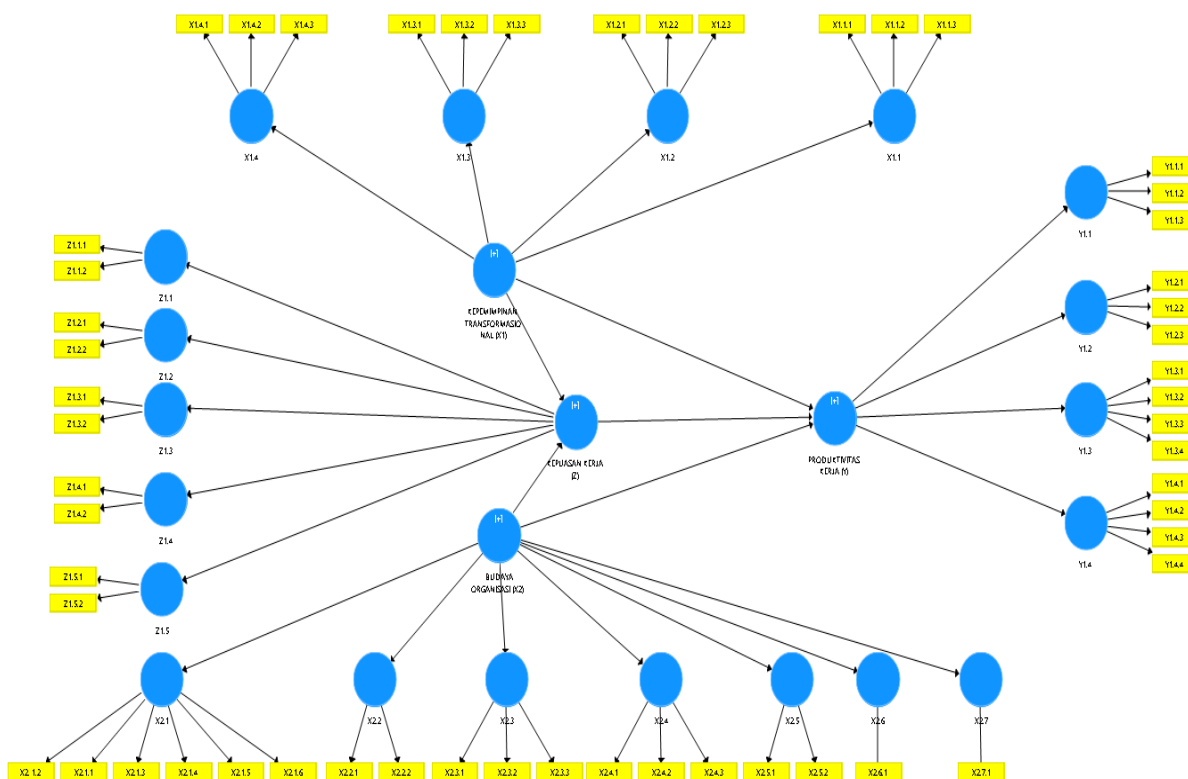 X1.4.1 X1.4.2 X1.4.3 X1.3.1 X1.3.2 X1.3.3 X1.2.1 X1.2.2 X1.2.3 X1.1.1 X1.1.2 X1.1.3
X1.4 X1.3 X1.2 X1.1
Y1.1.1
Y1.1.2
Y1.1.3
Y1.1
Z1.1.1
Z1.1.2
Z1.1
[+]
KEPEMIMPINAN
TRANSFORMASIO
NAL (X1)
Y1.2.1
Y1.2.2
Y1.2.3
Y1.2
Z1.2.1
Z1.2.2
Z1.2
Z1.3.1
Z1.3.2
Z1.3
[+]
KEPUASAN KERJA
(Z)
[+]
PRODUKTIVITAS
KERJA (Y)
Y1.3.1
Y1.3.2
Y1.3.3
Y1.3.4
Y1.3
Z1.4.1
Z1.4.2
Z1.4
[+]
BUDAYA
ORGANISASI (X2)
Y1.4.1
Y1.4.2
Y1.4.3
Y1.4.4
Y1.4
Z1.5.1
Z1.5.2
Z1.5
X2.1 X2.2 X2.3 X2.4 X2.5 X2.6 X2.7
X2.1.2 X2.1.1 X2.1.3 X2.1.4 X2.1.5 X2.1.6 X2.2.1 X2.2.2 X2.3.1 X2.3.2 X2.3.3 X2.4.1 X2.4.2 X2.4.3 X2.5.1 X2.5.2 X2.6.1 X2.7.1